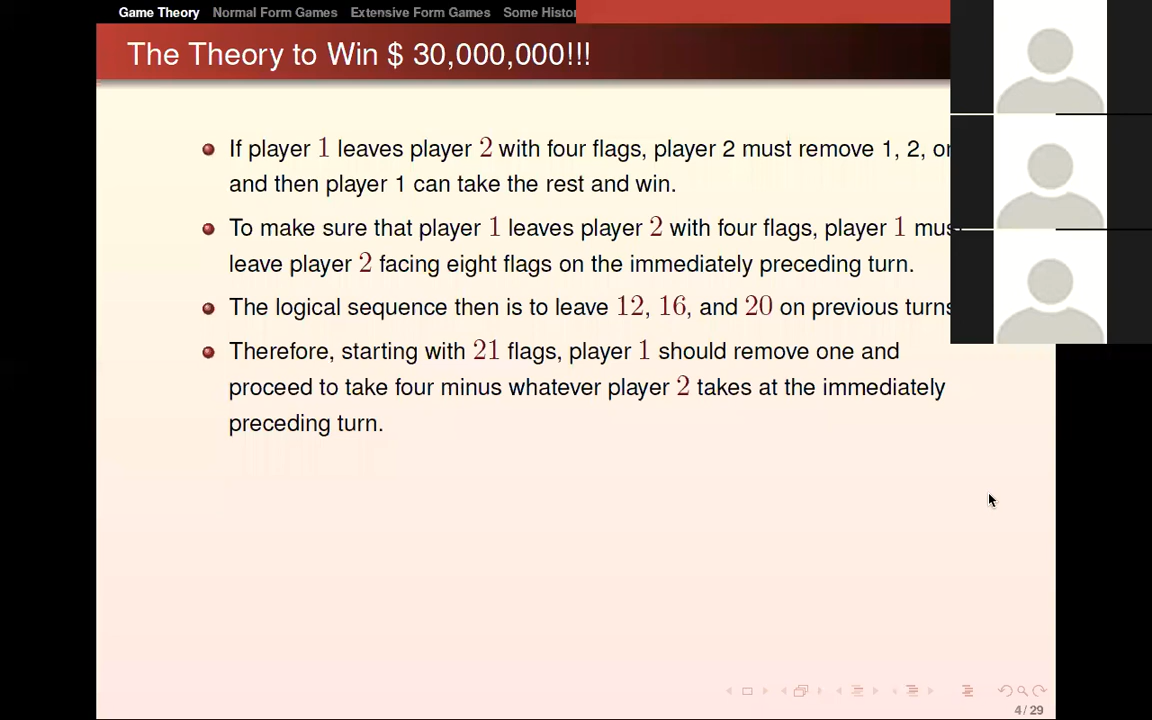 Game Theory Normal Form Games Extensive Form Games Some
The Theory to Win $ 30,000,000!!!
If player 1 leaves player 2 with four flags, player 2 must remove 1, 2, or
and then player 1 can take the rest and win.
To make sure that player 1 leaves player 2 with four flags, player 1
leave player 2 facing eight flags on the immediately preceding turn.
The logical sequence then is to leave 12, 16, and 20 on previous turns
Therefore, starting with 21 flags, player 1 should remove one and
proceed to take four minus whatever player 2 takes at the immediately
preceding turn.
4 / 29